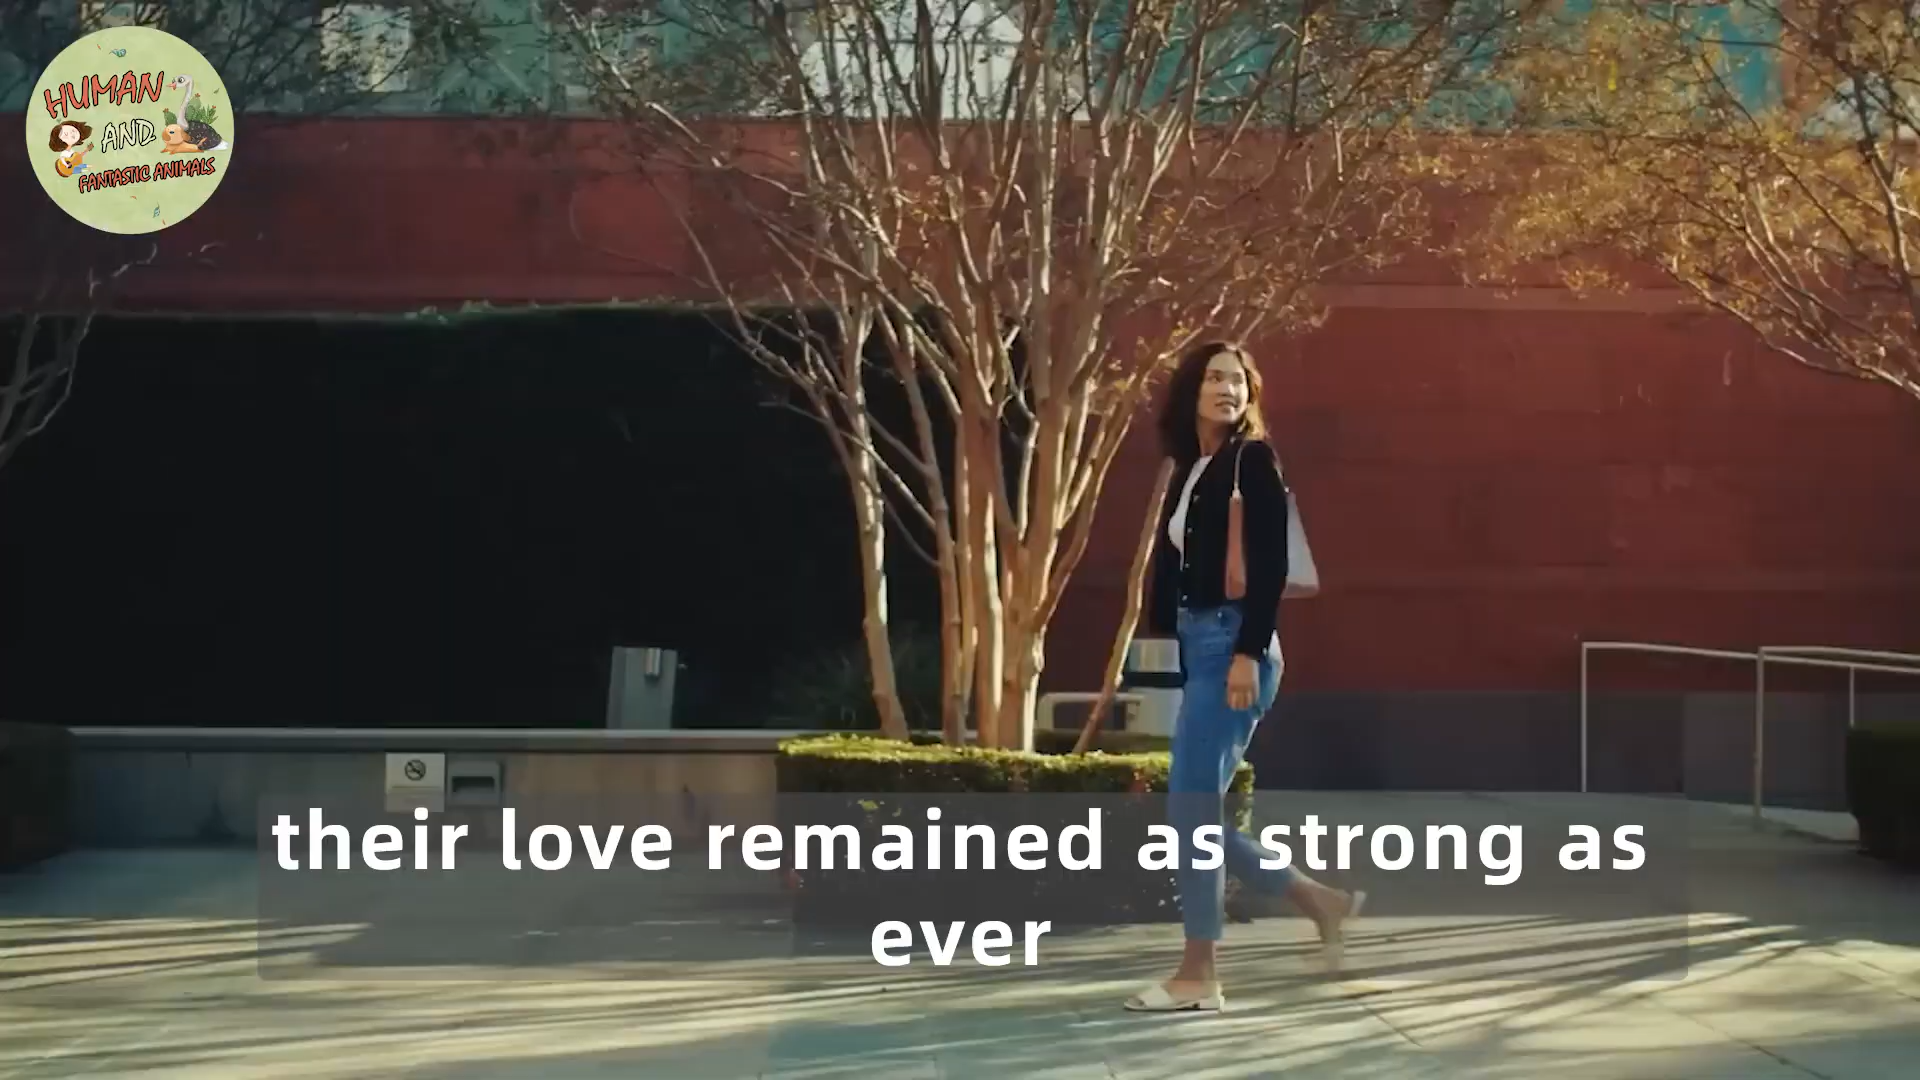 HUMAN
AND
FANTASTIC ANIMALS
their love remained as strong as
ever